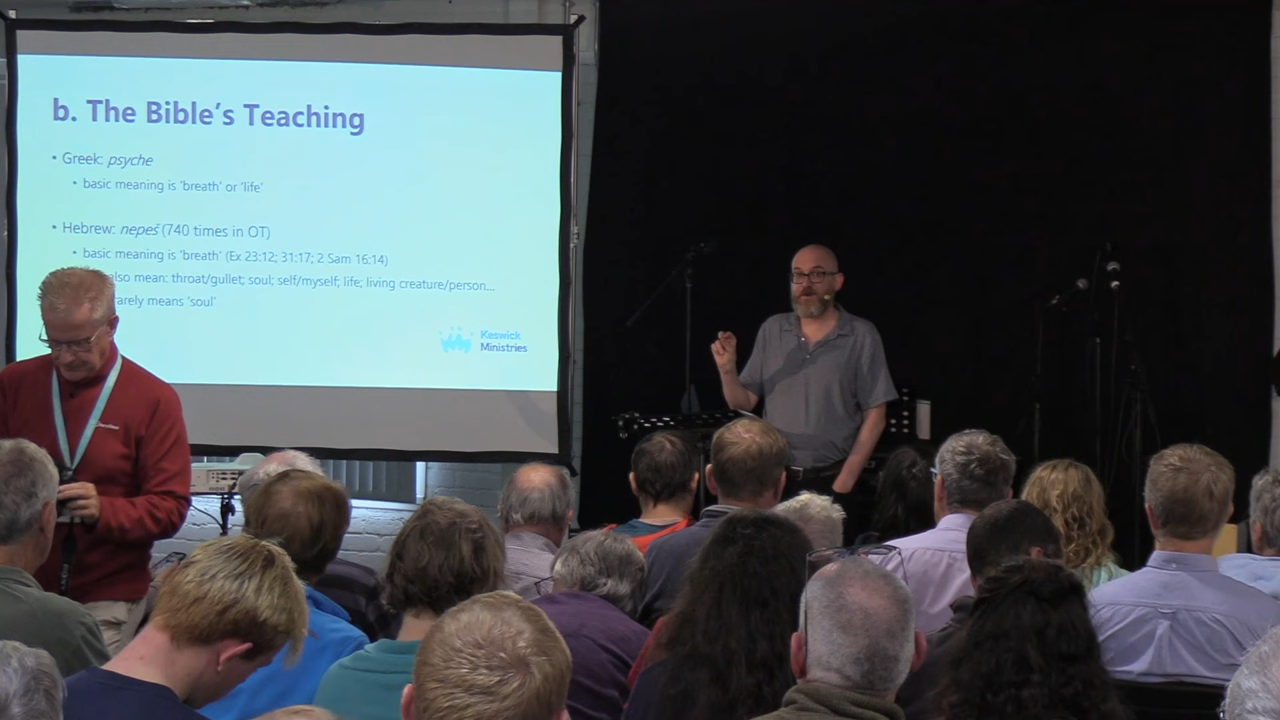 b. The Bible's Teaching
• Greek: psyche
• basic meaning is 'breath' or 'life'
• Hebrew: nepeš (740 times in OT)
• basic meaning is 'breath' (Ex 23:12; 31:17; 2 Sam 16:14)
also mean: throat/gullet; soul; self/myself; life; living creature/person...
rarely means 'soul'
Keswick
Ministries